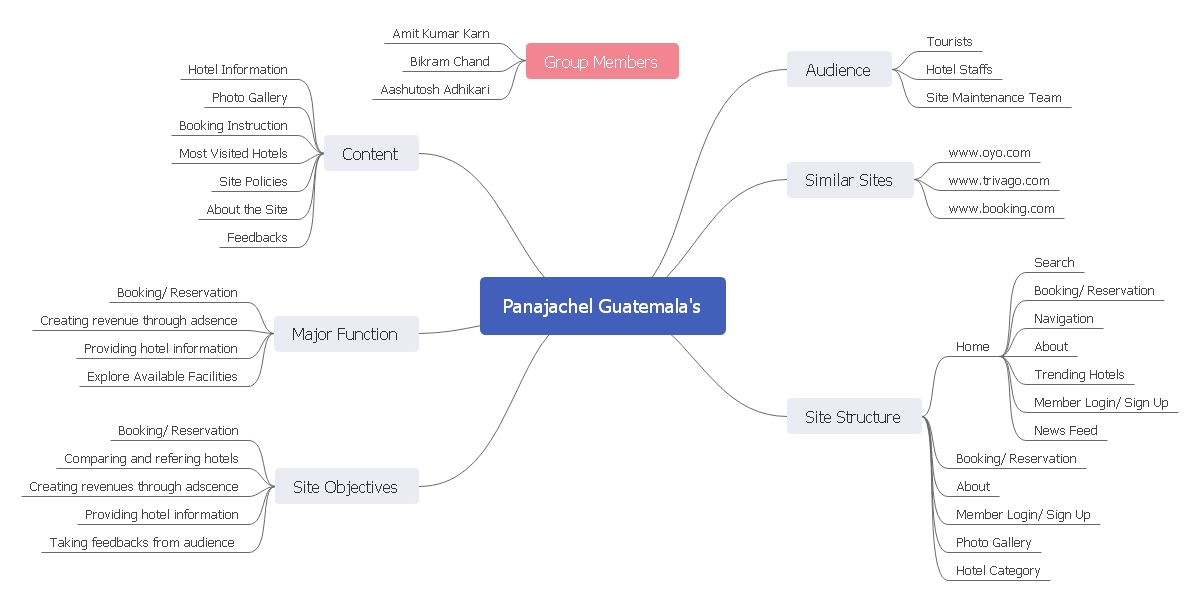 Panajachel Guatemala's
Group Members
Amit Kumar Karn
Bikram Chand
Aashutosh Adhikari
Content
Hotel Information
Photo Gallery
Booking Instruction
Most Visited Hotels
Site Policies
About the Site
Feedbacks
Major Function
Booking/ Reservation
Creating revenue through adsence
Providing hotel information
Explore Available Facilities
Site Objectives
Booking/ Reservation
Comparing and refering hotels
Creating revenues through adscence
Providing hotel information
Taking feedbacks from audience
Audience
Tourists
Hotel Staffs
Site Maintenance Team
Similar Sites
www.oyo.com
www.trivago.com
www.booking.com
Site Structure
Home
Search
Booking/ Reservation
Navigation
About
Trending Hotels
Member Login/ Sign Up
News Feed
Booking/ Reservation
About
Member Login/ Sign Up
Photo Gallery
Hotel Category